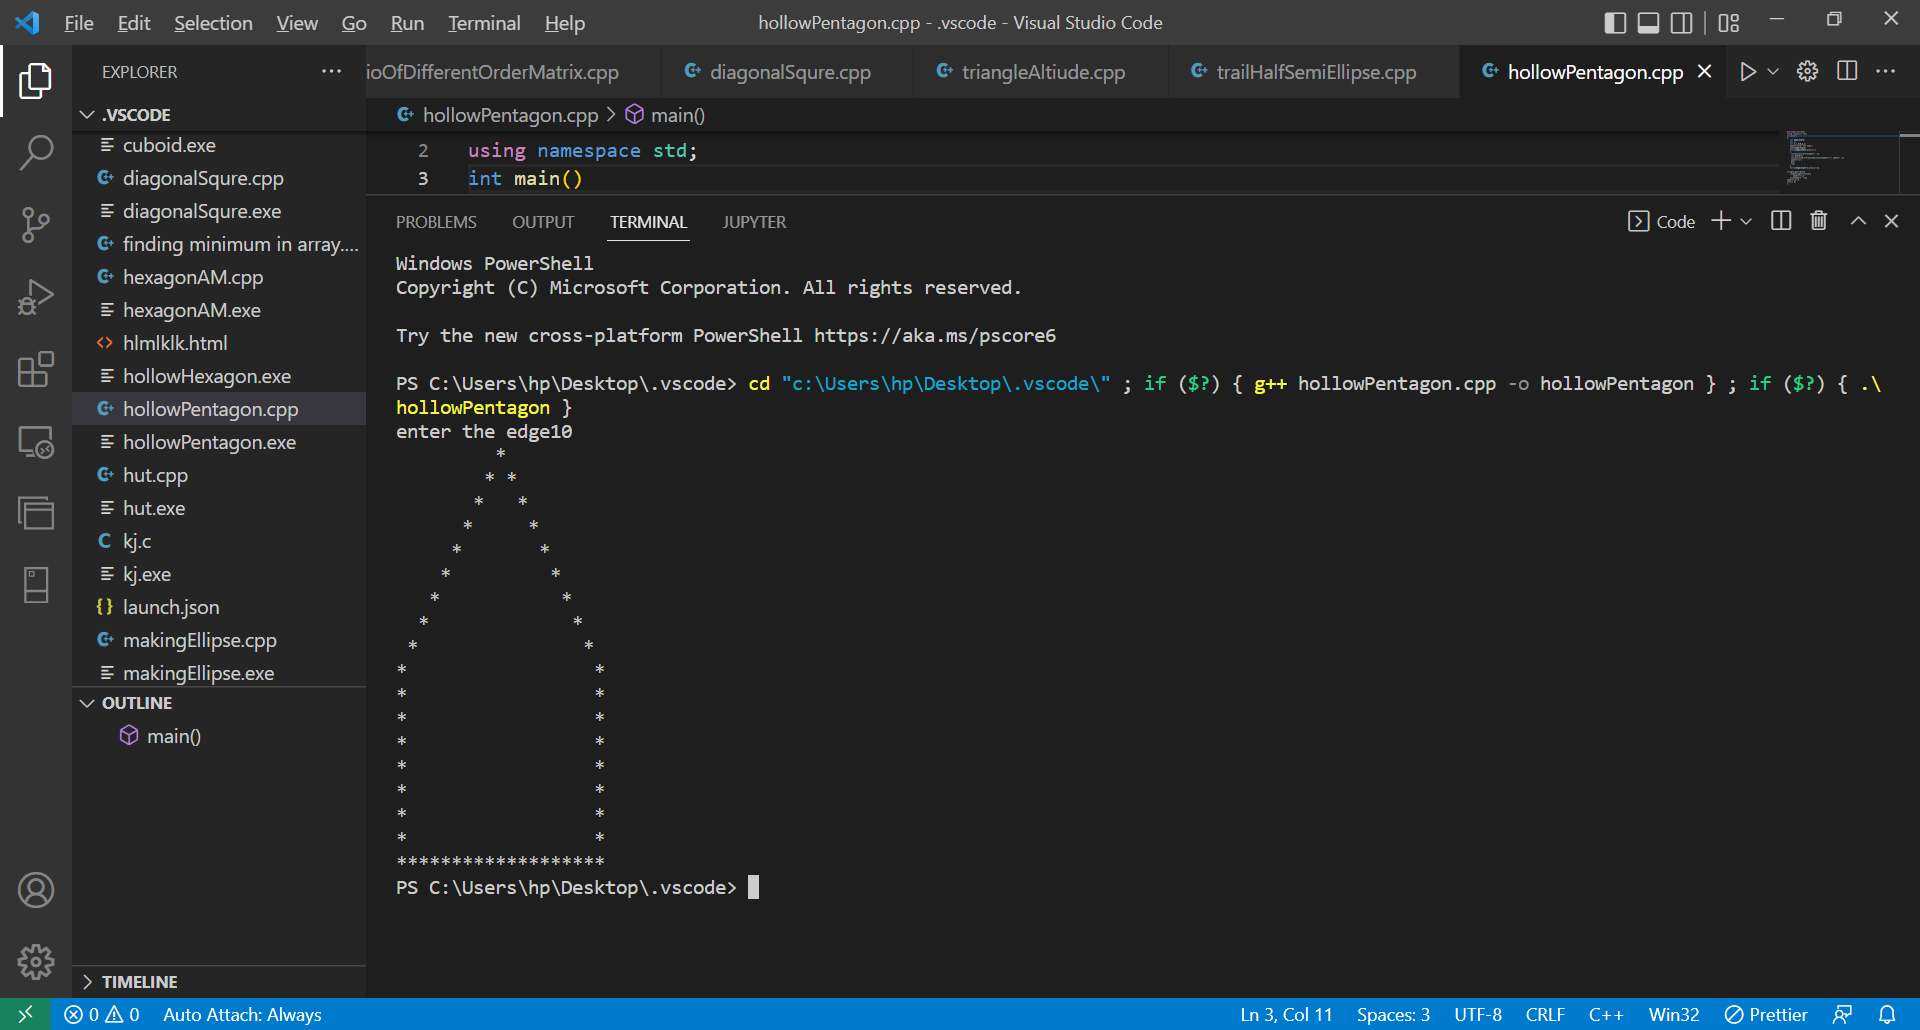 File Edit Selection View Go Run Terminal Help
hollowPentagon.cpp - .vscode - Visual Studio Code
EXPLORER
ioOfDifferentOrderMatrix.cpp
diagonalSqure.cpp
triangleAltiude.cpp
trailHalfSemiEllipse.cpp
hollowPentagon.cpp
.VSCODE
cuboid.exe
diagonalSqure.cpp
diagonalSqure.exe
finding minimum in array....
hexagonAM.cpp
hexagonAM.exe
hlmlklk.html
hollowHexagon.exe
hollowPentagon.cpp
hollowPentagon.exe
hut.cpp
hut.exe
kj.c
kj.exe
launch.json
makingEllipse.cpp
makingEllipse.exe
OUTLINE
main()
TIMELINE
hollowPentagon.cpp > main()
2 using namespace std;
3 int main()
PROBLEMS OUTPUT TERMINAL JUPYTER
Code
Windows PowerShell
Copyright (C) Microsoft Corporation. All rights reserved.
Try the new cross-platform PowerShell https://aka.ms/pscore6
PS C:\Users\hp\Desktop\.vscode> cd "c:\Users\hp\Desktop\.vscode\" ; if ($?) { g++ hollowPentagon.cpp -o hollowPentagon } ; if ($?) { .\
hollowPentagon }
enter the edge10
         *
        * *
       *   *
      *     *
     *       *
    *         *
   *           *
  *             *
 *               *
*                 *
*                 *
*                 *
*                 *
*                 *
*                 *
*                 *
*                 *
*******************
PS C:\Users\hp\Desktop\.vscode>
0 0 Auto Attach: Always
Ln 3, Col 11 Spaces: 3 UTF-8 CRLF C++ Win32 Prettier